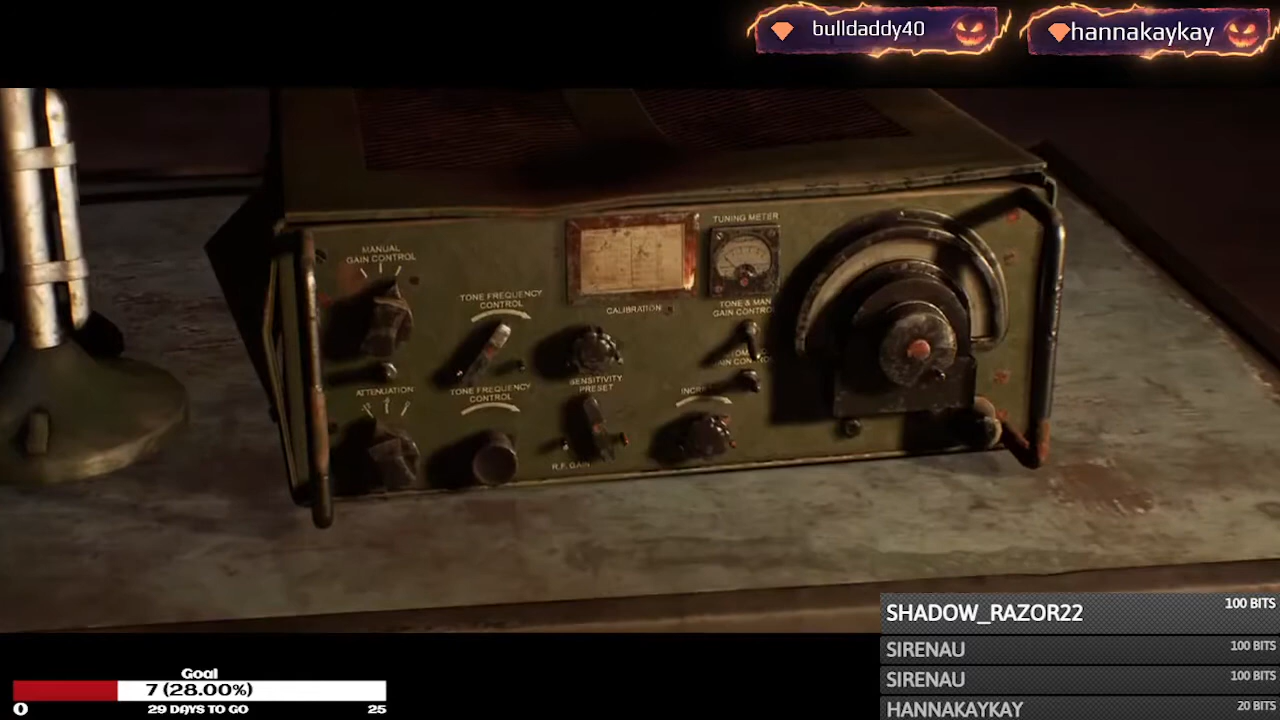 bulldaddy40
hannakaykay
TUNING METER
MANUAL
GAIN CONTROL
TONE FREQUENCY
CONTROL
CALIBRATION
TONE & MAN
GAIN CONTROL
SENSITIVITY
PRESET
ATTENUATION
TONE FREQUENCY
CONTROL
R.F. GAIN
SHADOW_RAZOR22
100 BITS
SIRENAU
100 BITS
SIRENAU
100 BITS
HANNAKAYKAY
20 BITS
Goal
7 (28.00%)
0
29 DAYS TO GO
25